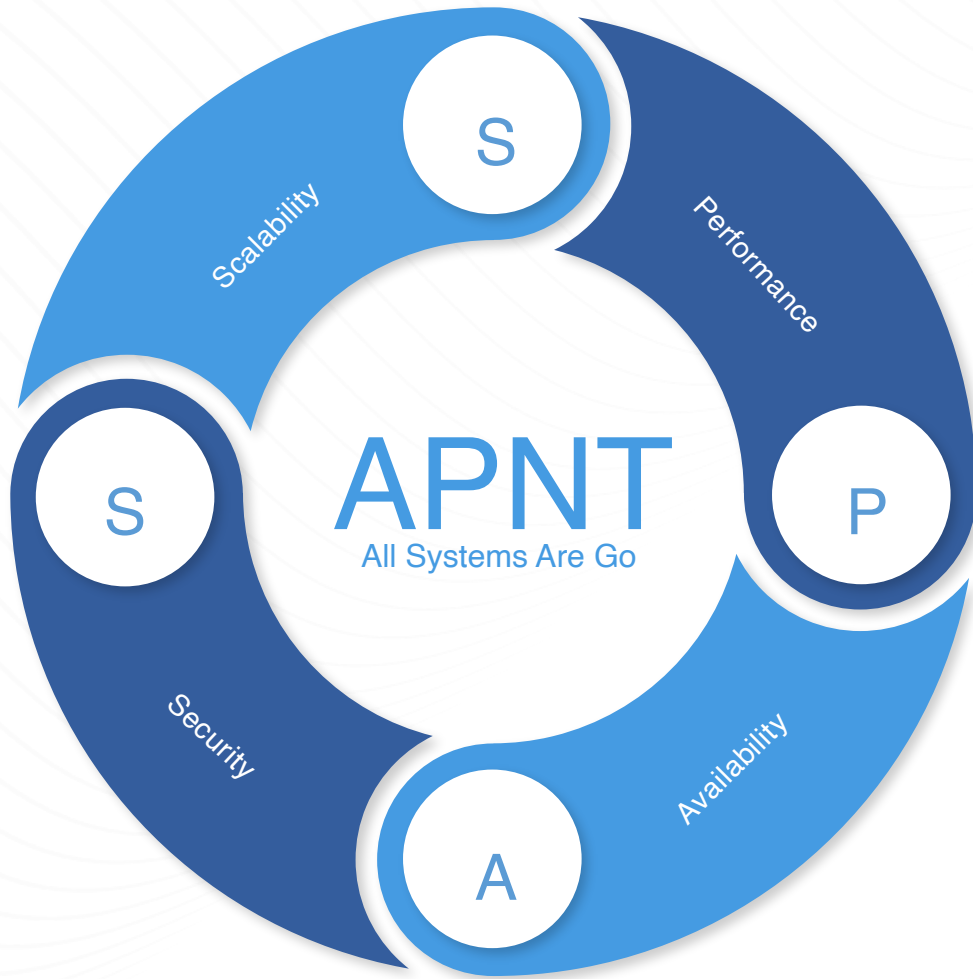 S
Scalability
Performance
S
APNT
All Systems Are Go
P
Security
Availability
A